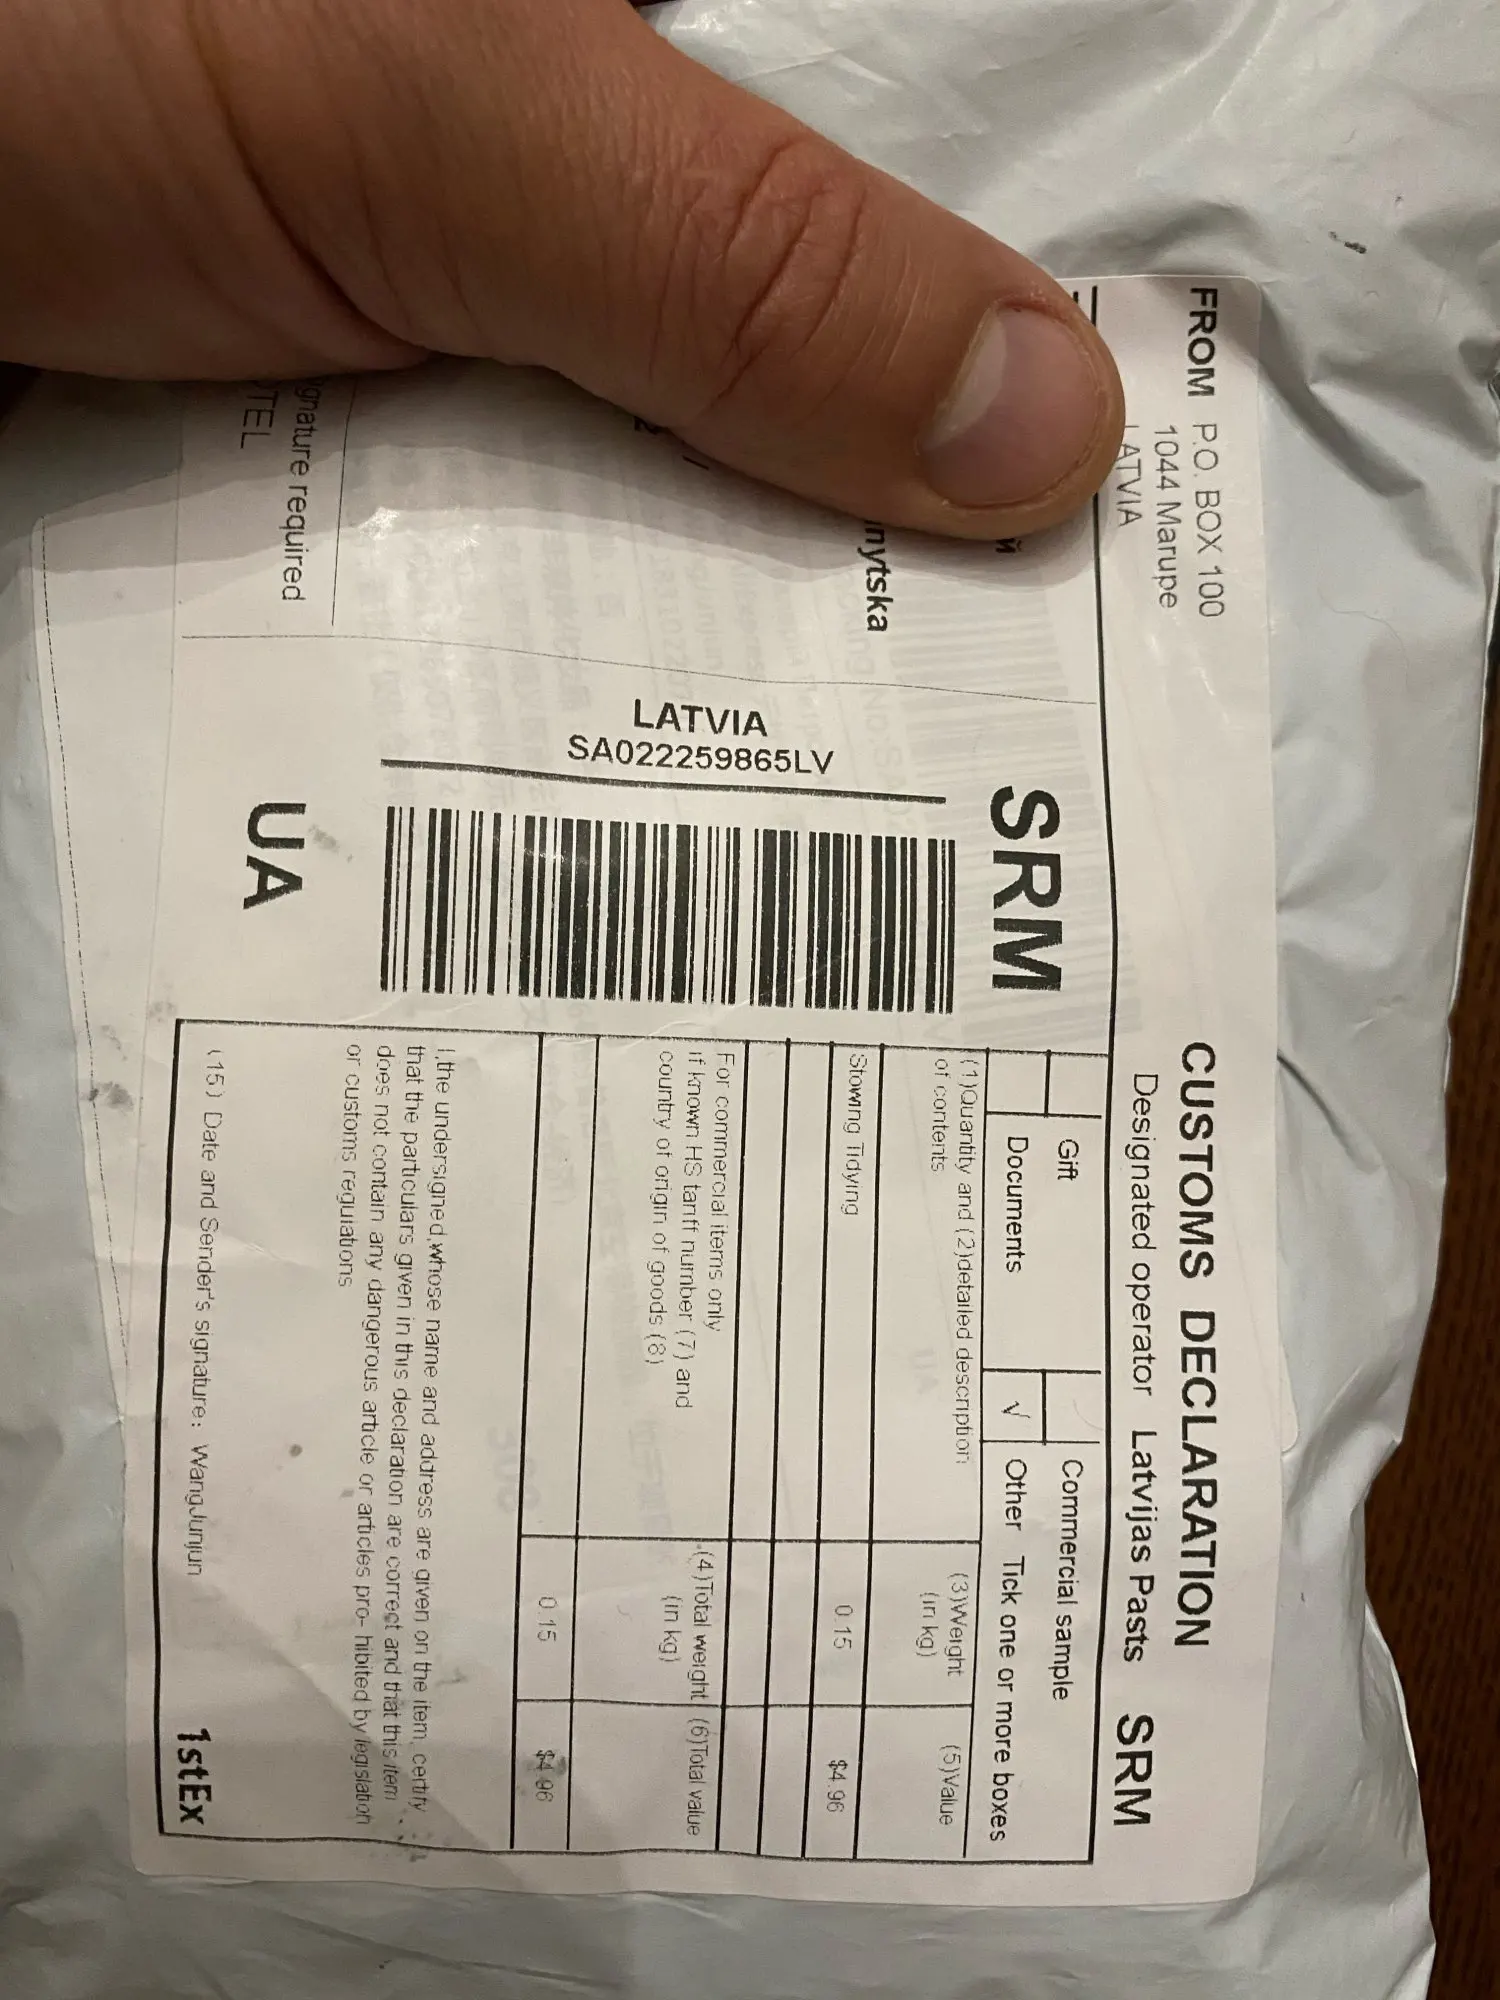 FROM P.O. BOX 100
1044 Marupe
LATVIA
CUSTOMS DECLARATION
Designated operator Latvijas Pasts SRM
й
nytska
gnature required
TEL
SRM
LATVIA
SA022259865LV
UA
Gift
Commercial sample
Documents
√ Other Tick one or more boxes
(1)Quantity and (2)detailed description
of contents
(3)Weight
(in kg)
(5)Value
Stowing Tidying
0.15
$4.96
For commercial items only
If known HS tariff number (7) and
country of origin of goods (8)
(4)Total weight
(in kg)
(6)Total value
0.15
$4.96
I,the undersigned,whose name and address are given on the item, certify
that the particulars given in this declaration are correct and that this item
does not contain any dangerous article or articles pro- hibited by legislation
or customs regulations
(15) Date and Sender's signature: WangJunjun
1stEx